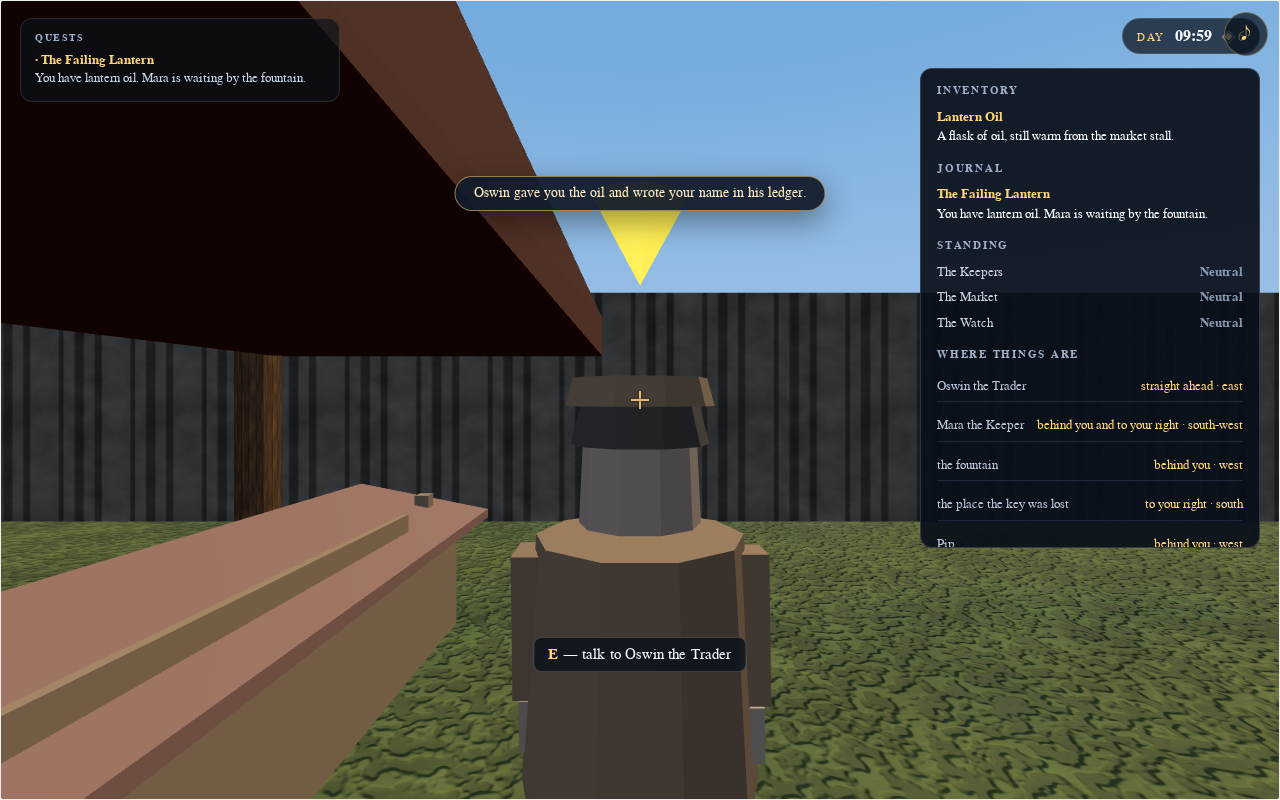 QUESTS
· The Failing Lantern
You have lantern oil. Mara is waiting by the fountain.
DAY 09:59
Oswin gave you the oil and wrote your name in his ledger.
INVENTORY
Lantern Oil
A flask of oil, still warm from the market stall.
JOURNAL
The Failing Lantern
You have lantern oil. Mara is waiting by the fountain.
STANDING
The Keepers Neutral
The Market Neutral
The Watch Neutral
WHERE THINGS ARE
Oswin the Trader straight ahead · east
Mara the Keeper behind you and to your right · south-west
the fountain behind you · west
the place the key was lost to your right · south
Pip behind you · west
E — talk to Oswin the Trader